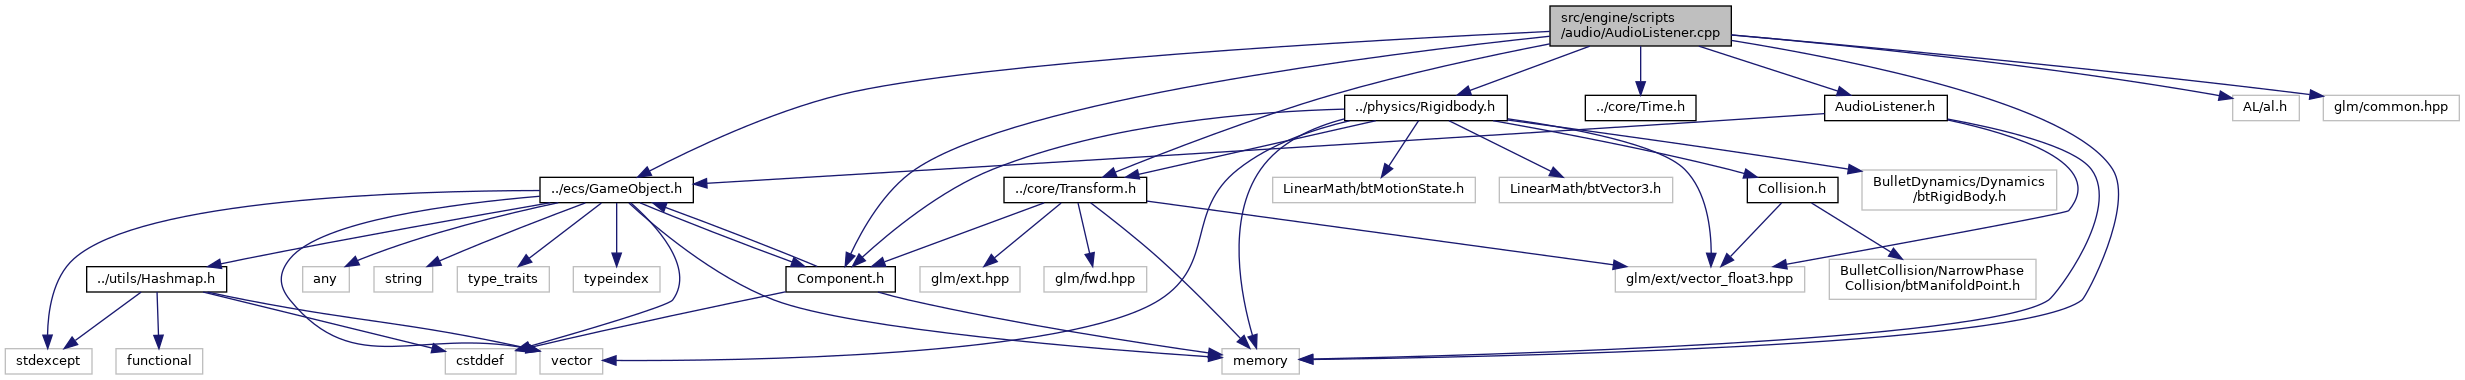 src/engine/scripts
/audio/AudioListener.cpp
../physics/Rigidbody.h
../core/Time.h
AudioListener.h
AL/al.h
glm/common.hpp
../ecs/GameObject.h
../core/Transform.h
LinearMath/btMotionState.h
LinearMath/btVector3.h
Collision.h
BulletDynamics/Dynamics
/btRigidBody.h
../utils/Hashmap.h
any
string
type_traits
typeindex
Component.h
glm/ext.hpp
glm/fwd.hpp
glm/ext/vector_float3.hpp
BulletCollision/NarrowPhase
Collision/btManifoldPoint.h
stdexcept
functional
cstddef
vector
memory